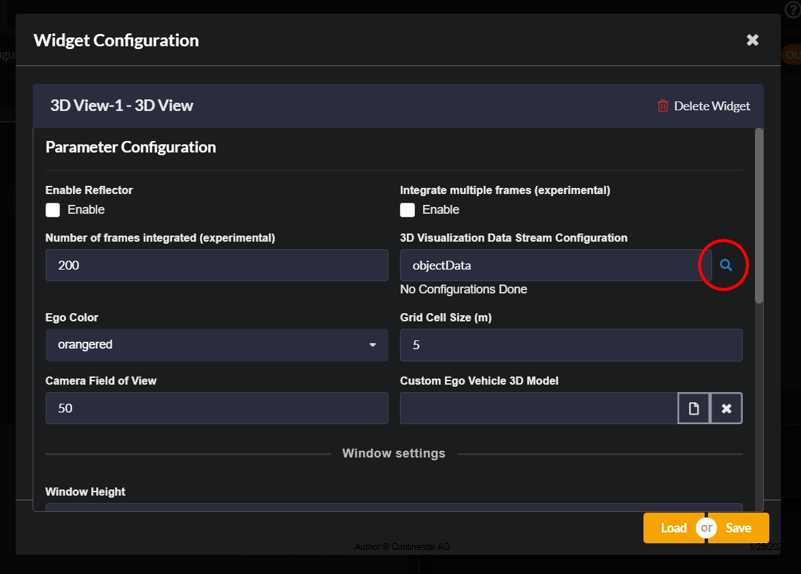 Widget Configuration
3D View-1 - 3D View
Delete Widget
Parameter Configuration
Enable Reflector
Integrate multiple frames (experimental)
Enable
Enable
Number of frames integrated (experimental)
3D Visualization Data Stream Configuration
200
objectData
No Configurations Done
Ego Color
Grid Cell Size (m)
orangered
5
Camera Field of View
Custom Ego Vehicle 3D Model
50
Window settings
Window Height
Load or Save
Author © Continental AG